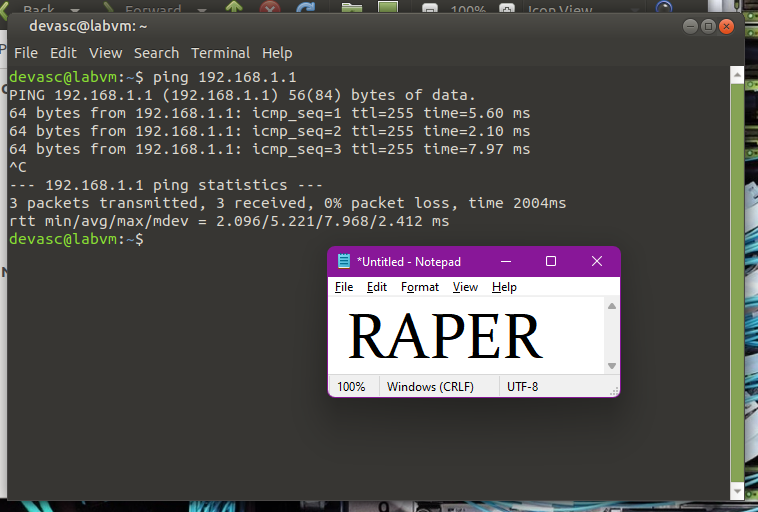 Back
Forward
100%
Icon View
devasc@labvm: ~
File Edit View Search Terminal Help
devasc@labvm:~$ ping 192.168.1.1
PING 192.168.1.1 (192.168.1.1) 56(84) bytes of data.
64 bytes from 192.168.1.1: icmp_seq=1 ttl=255 time=5.60 ms
64 bytes from 192.168.1.1: icmp_seq=2 ttl=255 time=2.10 ms
64 bytes from 192.168.1.1: icmp_seq=3 ttl=255 time=7.97 ms
^C
--- 192.168.1.1 ping statistics ---
3 packets transmitted, 3 received, 0% packet loss, time 2004ms
rtt min/avg/max/mdev = 2.096/5.221/7.968/2.412 ms
devasc@labvm:~$
*Untitled - Notepad
File Edit Format View Help
RAPER
100% Windows (CRLF) UTF-8